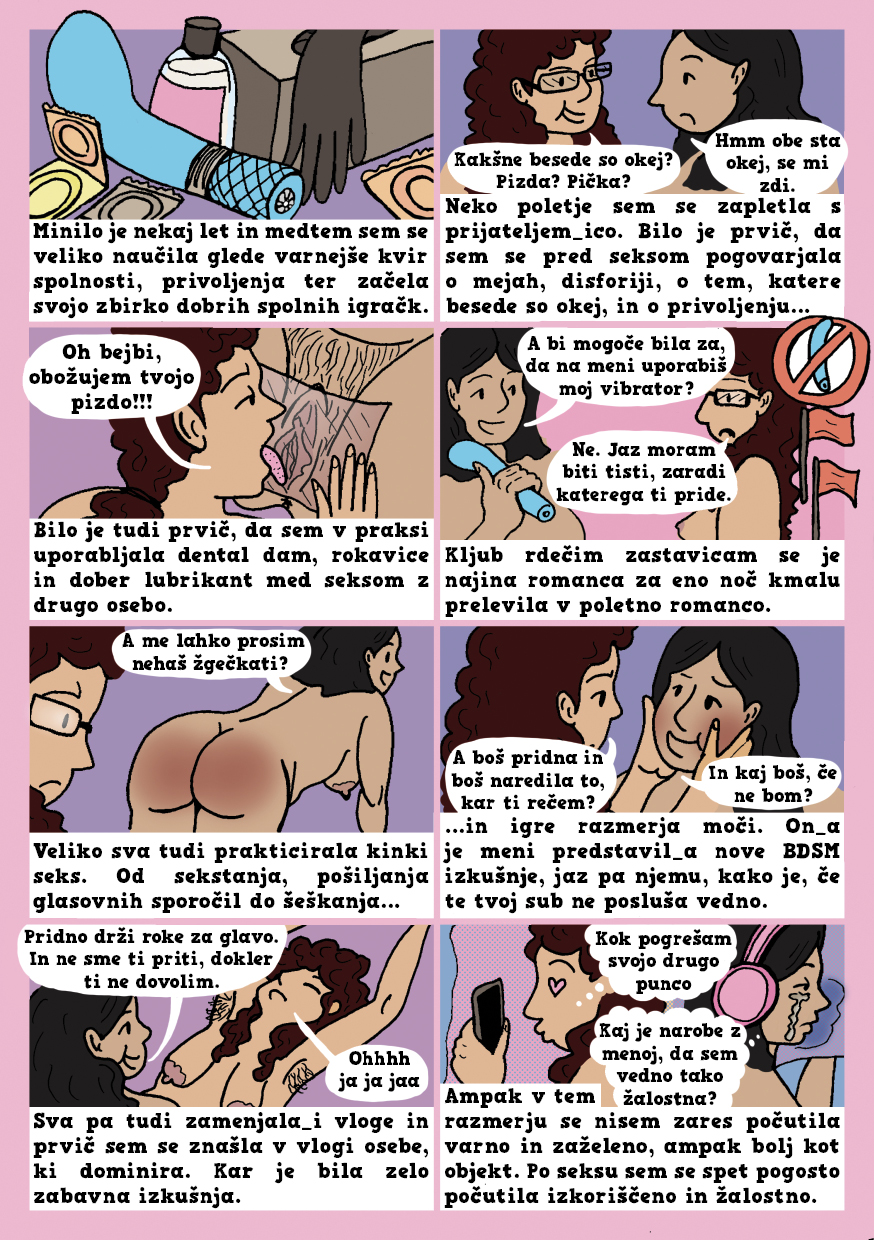 Minilo je nekaj let in medtem sem se
veliko naučila glede varnejše kvir
spolnosti, privoljenja ter začela
svojo zbirko dobrih spolnih igračk.
Kakšne besede so okej?
Pizda? Pička?
Hmm obe sta
okej, se mi
zdi.
Neko poletje sem se zapletla s
prijateljem_ico. Bilo je prvič, da
sem se pred seksom pogovarjala
o mejah, disforiji, o tem, katere
besede so okej, in o privoljenju...
Oh bejbi,
obožujem tvojo
pizdo!!!
Bilo je tudi prvič, da sem v praksi
uporabljala dental dam, rokavice
in dober lubrikant med seksom z
drugo osebo.
A bi mogoče bila za,
da na meni uporabiš
moj vibrator?
Ne. Jaz moram
biti tisti, zaradi
katerega ti pride.
Kljub rdečim zastavicam se je
najina romanca za eno noč kmalu
prelevila v poletno romanco.
A me lahko prosim
nehaš žgečkati?
Veliko sva tudi prakticirala kinki
seks. Od sekstanja, pošiljanja
glasovnih sporočil do šeškanja...
A boš pridna in
boš naredila to,
kar ti rečem?
In kaj boš, če
ne bom?
...in igre razmerja moči. On_a
je meni predstavil_a nove BDSM
izkušnje, jaz pa njemu, kako je, če
te tvoj sub ne posluša vedno.
Pridno drži roke za glavo.
In ne sme ti priti, dokler
ti ne dovolim.
Ohhhh
ja ja jaa
Sva pa tudi zamenjala_i vloge in
prvič sem se znašla v vlogi osebe,
ki dominira. Kar je bila zelo
zabavna izkušnja.
Kok pogrešam
svojo drugo
punco
Kaj je narobe z
menoj, da sem
vedno tako
žalostna?
Ampak v tem
razmerju se nisem zares počutila
varno in zaželeno, ampak bolj kot
objekt. Po seksu sem se spet pogosto
počutila izkoriščeno in žalostno.